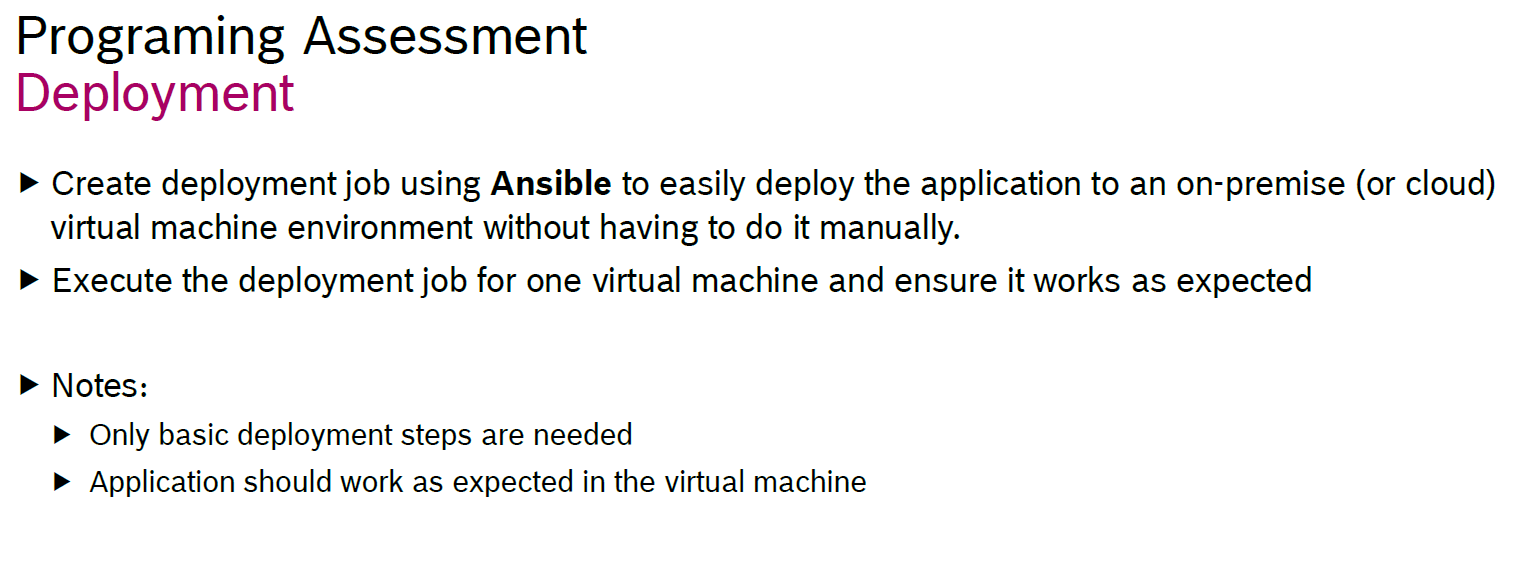 Programing Assessment
Deployment
▶ Create deployment job using Ansible to easily deploy the application to an on-premise (or cloud)
virtual machine environment without having to do it manually.
▶ Execute the deployment job for one virtual machine and ensure it works as expected
▶ Notes:
▶ Only basic deployment steps are needed
▶ Application should work as expected in the virtual machine